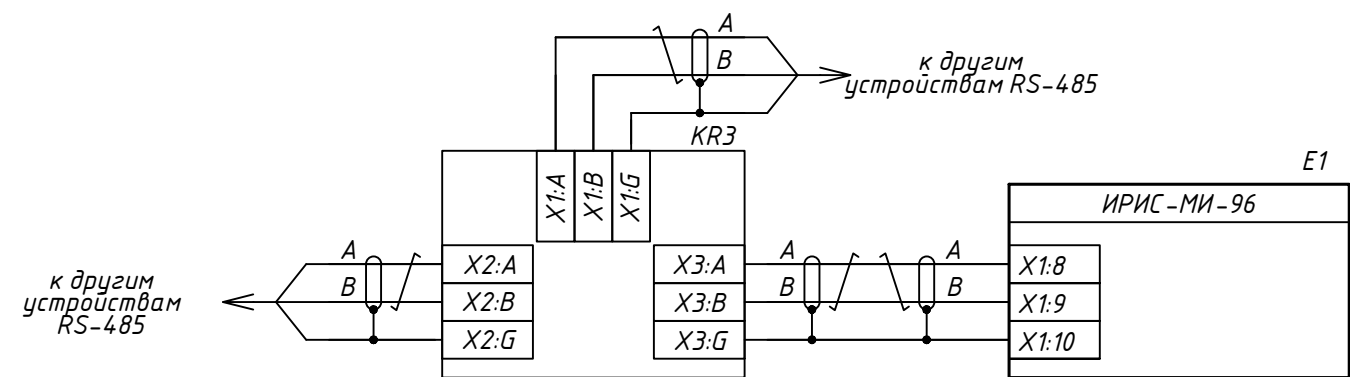 A
B
к другим
устройствам RS-485
KR3
X1:A
X1:B
X1:G
E1
ИРИС-МИ-96
A
B
X2:A
X2:B
X2:G
к другим
устройствам
RS-485
X3:A
X3:B
X3:G
A
B
A
B
X1:8
X1:9
X1:10